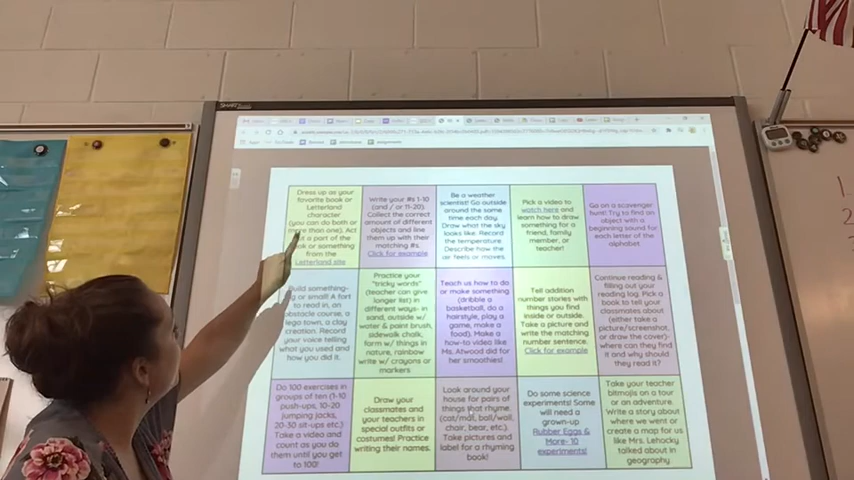 SMART
Dress up as your
favorite book or
Letterland
character
(you can do both or
more than one). Act
a part of the
or something
from the
Letterland site
Write your #s 1-10
(and / or 11-20).
Collect the correct
amount of different
objects and line
them up with their
matching #s.
Click for example
Be a weather
scientist! Go outside
around the same
time each day.
Draw what the sky
looks like. Record
the temperature.
Describe how the
air feels or moves.
Pick a video to
watch here and
learn how to draw
something for a
friend, family
member, or
teacher!
Go on a scavenger
hunt! Try to find an
object with a
beginning sound for
each letter of the
alphabet
Build something-
or small! A fort
to read in, an
obstacle course, a
lego town, a clay
creation. Record
your voice telling
what you used and
how you did it.
Practice your
"tricky words"
(teacher can give
longer list) in
different ways- in
sand, outside w/
water & paint brush,
sidewalk chalk,
form w/ things in
nature, rainbow
write w/ crayons or
markers
Teach us how to do
or make something
(dribble a
basketball, do a
hairstyle, play a
game, make a
food). Make a
how-to video like
Ms. Atwood did for
her smoothies!
Tell addition
number stories with
things you find
inside or outside.
Take a picture and
write the matching
number sentence.
Click for example
Continue reading &
filling out your
reading log. Pick a
book to tell your
classmates about
(either take a
picture/screenshot,
or draw the cover)-
where can they find
it and why should
they read it?
Do 100 exercises in
groups of ten (10
push-ups, 10-20
jumping jacks,
20-30 sit-ups etc.)
Take a video and
count as you do
them until you get
to 100!
Draw your
classmates and
your teachers in
special outfits or
costumes! Practice
writing their names.
Look around your
house for pairs of
things that rhyme
(cat/mat, ball/wall,
chair, bear, etc.).
Take pictures and
label for a rhyming
book!
Do some science
experiments! Some
will need a
grown-up
Rubber Eggs &
More- 10
experiments!
Take your teacher
bitmojis on a tour
or an adventure.
Write a story about
where we went or
create a map for us
like Mrs. Lehocky
talked about in
geography